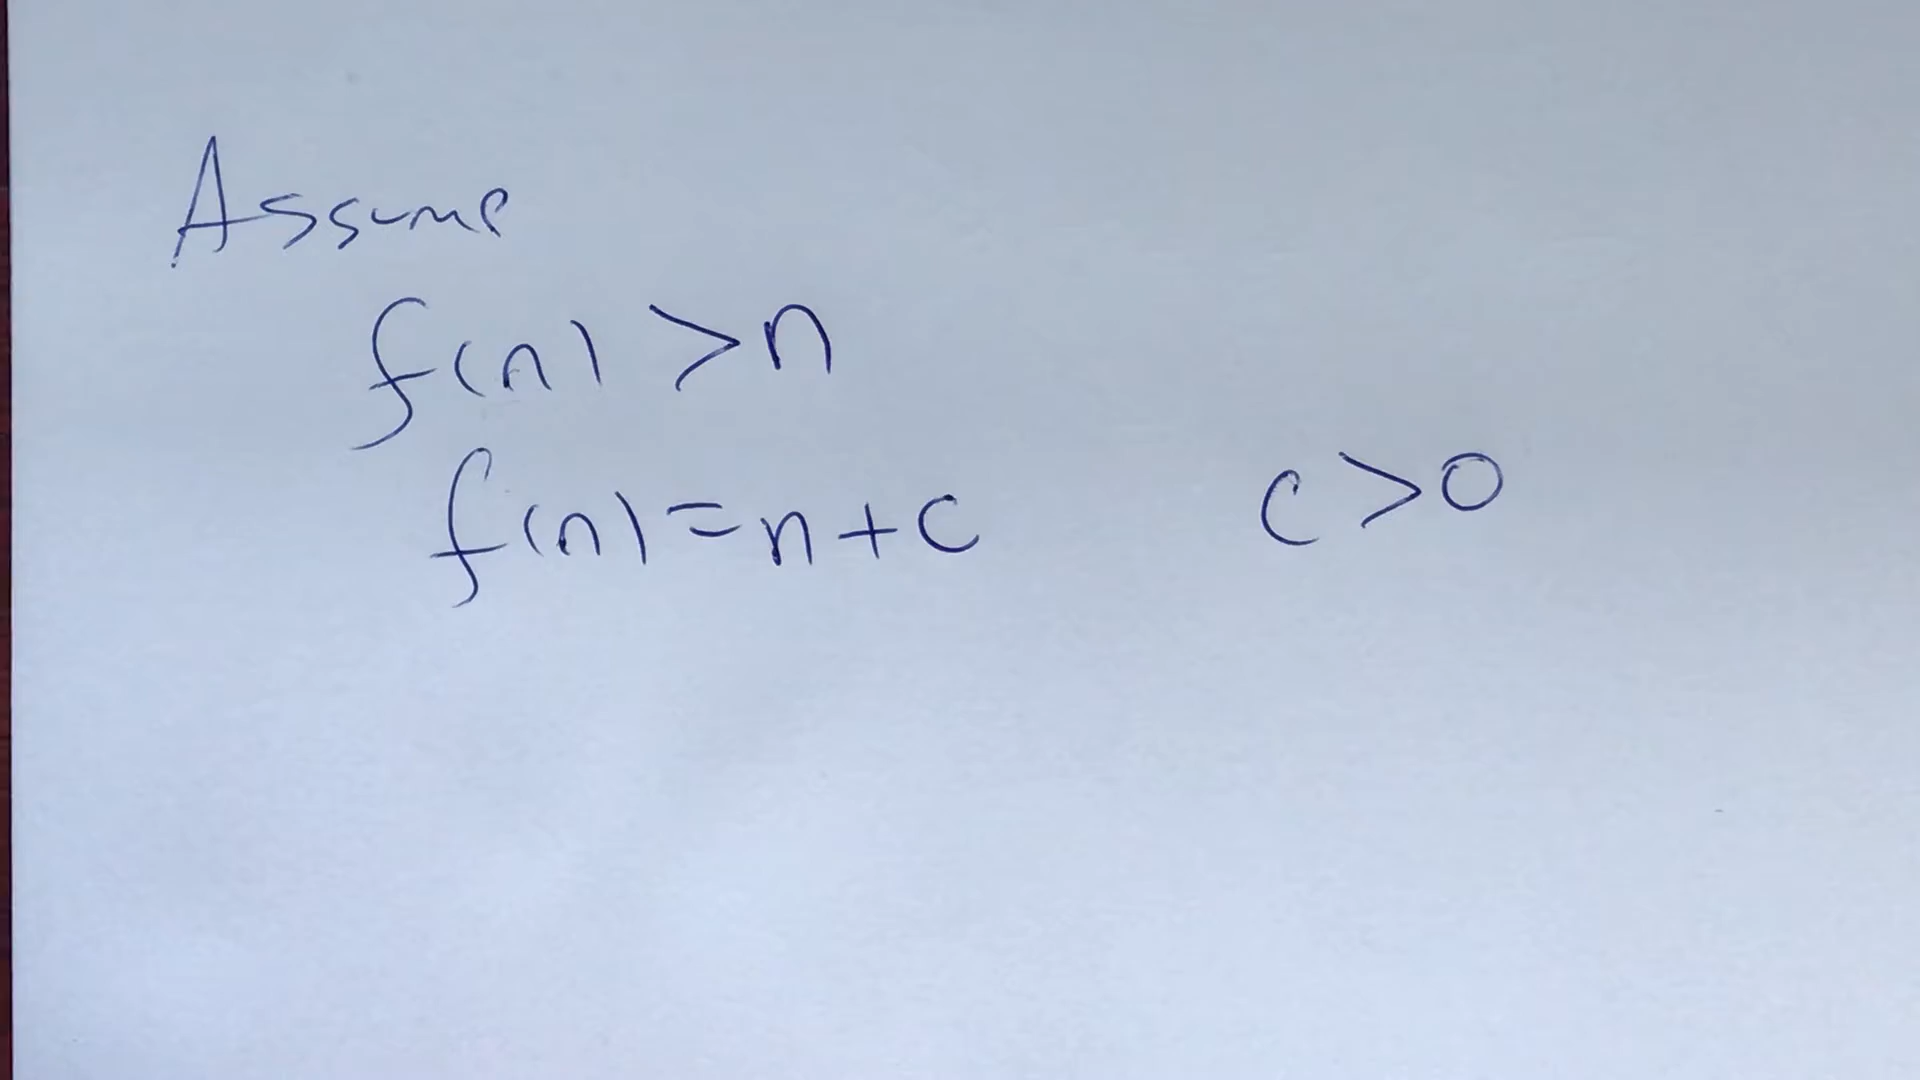 Assume
f(n) > n
f(n) = n + c c > 0